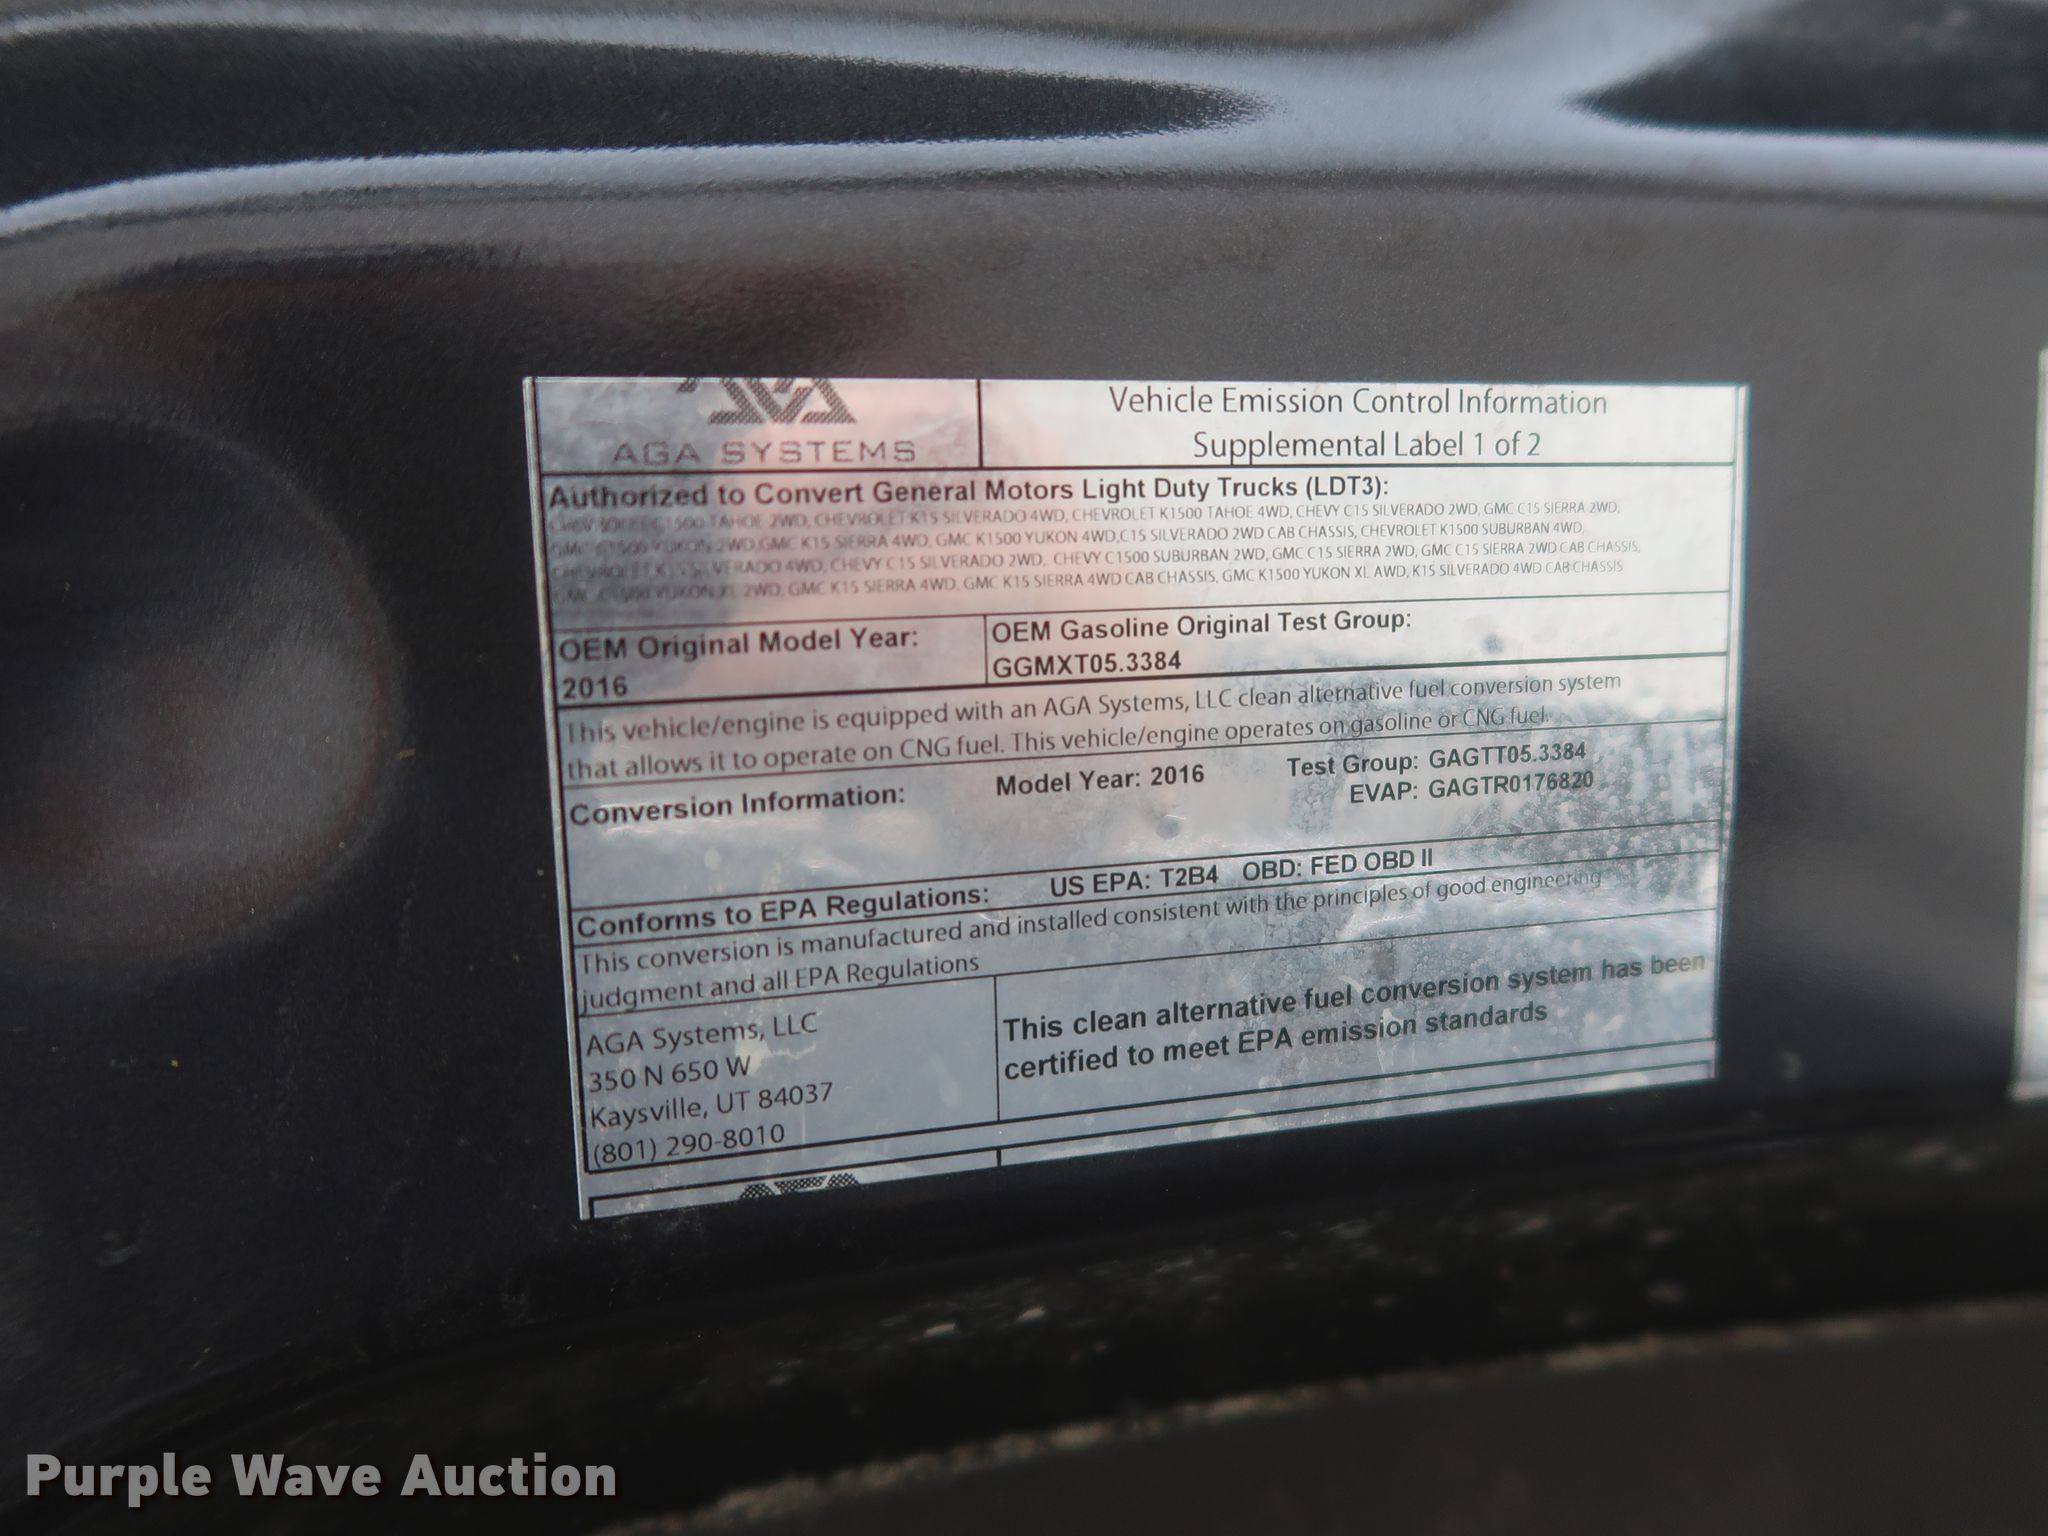 AGA SYSTEMS
Vehicle Emission Control Information
Supplemental Label 1 of 2
Authorized to Convert General Motors Light Duty Trucks (LDT3):
CHEVROLET C1500 TAHOE 2WD, CHEVROLET K15 SILVERADO 4WD, CHEVROLET K1500 TAHOE 4WD, CHEVY C15 SILVERADO 2WD, GMC C15 SIERRA 2WD,
GMC C1500 YUKON 2WD,GMC K15 SIERRA 4WD, GMC K1500 YUKON 4WD,C15 SILVERADO 2WD CAB CHASSIS, CHEVROLET K1500 SUBURBAN 4WD,
CHEVROLET K15 SILVERADO 4WD, CHEVY C15 SILVERADO 2WD, CHEVY C1500 SUBURBAN 2WD, GMC C15 SIERRA 2WD, GMC C15 SIERRA 2WD CAB CHASSIS,
GMC C1500 YUKON XL 2WD, GMC K15 SIERRA 4WD, GMC K15 SIERRA 4WD CAB CHASSIS, GMC K1500 YUKON XL AWD, K15 SILVERADO 4WD CAB CHASSIS
OEM Original Model Year:
2016
OEM Gasoline Original Test Group:
GGMXT05.3384
This vehicle/engine is equipped with an AGA Systems, LLC clean alternative fuel conversion system
that allows it to operate on CNG fuel. This vehicle/engine operates on gasoline or CNG fuel.
Conversion Information:
Model Year: 2016
Test Group: GAGTT05.3384
EVAP: GAGTR0176820
Conforms to EPA Regulations:
US EPA: T2B4 OBD: FED OBD II
This conversion is manufactured and installed consistent with the principles of good engineering
judgment and all EPA Regulations
AGA Systems, LLC
350 N 650 W
Kaysville, UT 84037
(801) 290-8010
This clean alternative fuel conversion system has been
certified to meet EPA emission standards
Purple Wave Auction